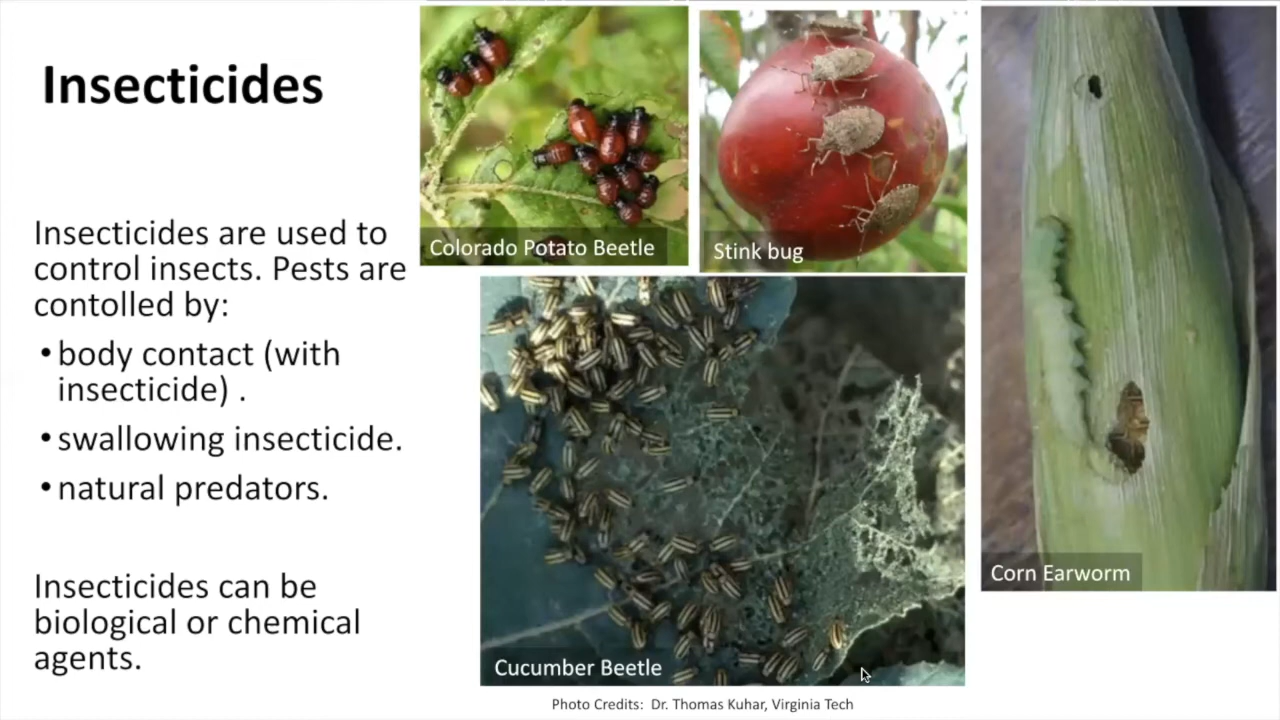 Insecticides
Insecticides are used to
control insects. Pests are
contolled by:
•body contact (with
insecticide) .
•swallowing insecticide.
•natural predators.
Insecticides can be
biological or chemical
agents.
Colorado Potato Beetle
Stink bug
Cucumber Beetle
Corn Earworm
Photo Credits: Dr. Thomas Kuhar, Virginia Tech